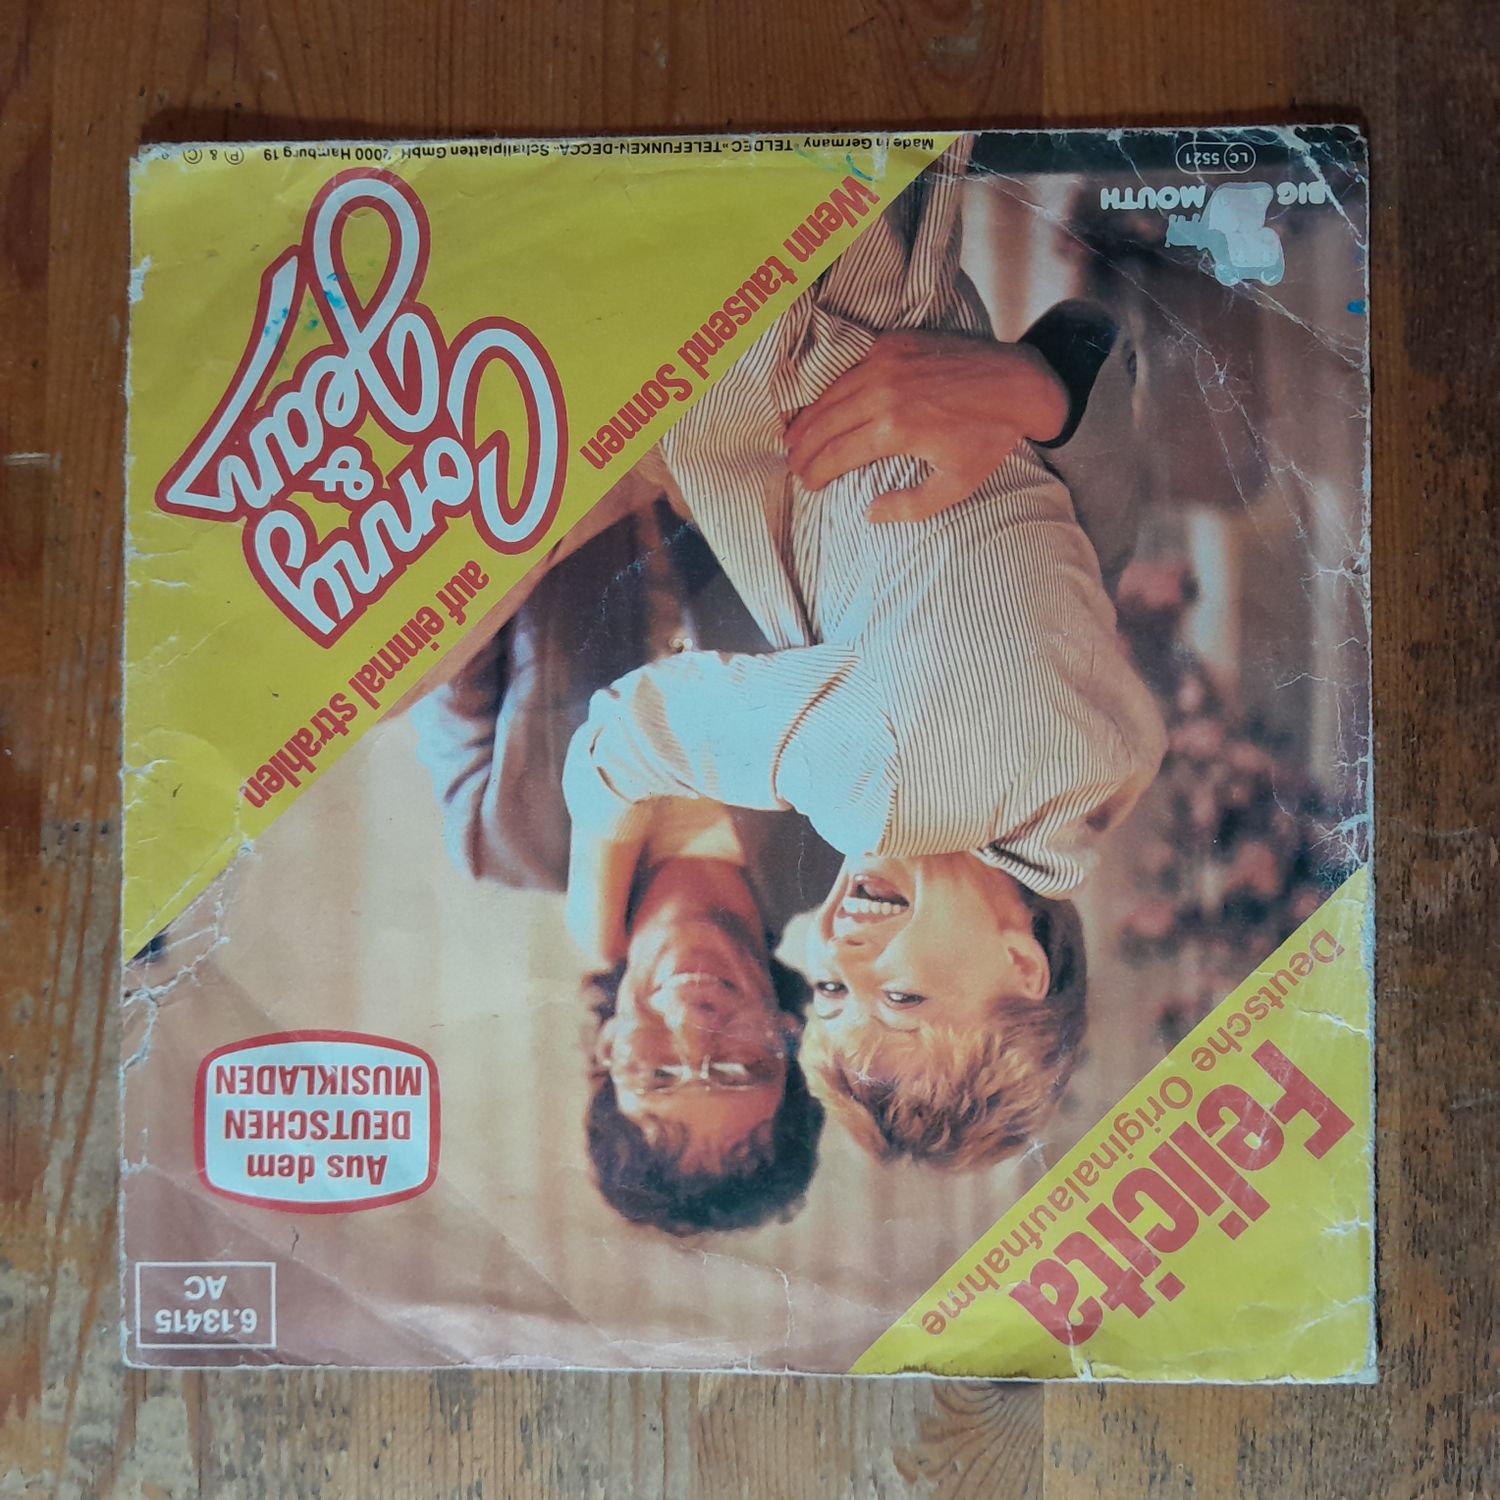 6.13415
AC
Felicita
Deutsche Originalaufnahme
Aus dem
DEUTSCHEN
MUSIKLADEN
Conny
&
Jean
Wenn tausend Sonnen
auf einmal strahlen
BIG MOUTH
LC 5521
Made in Germany "TELDEC" »TELEFUNKEN-DECCA« Schallplatten GmbH · 2000 Hamburg 19 Ⓟ & ©